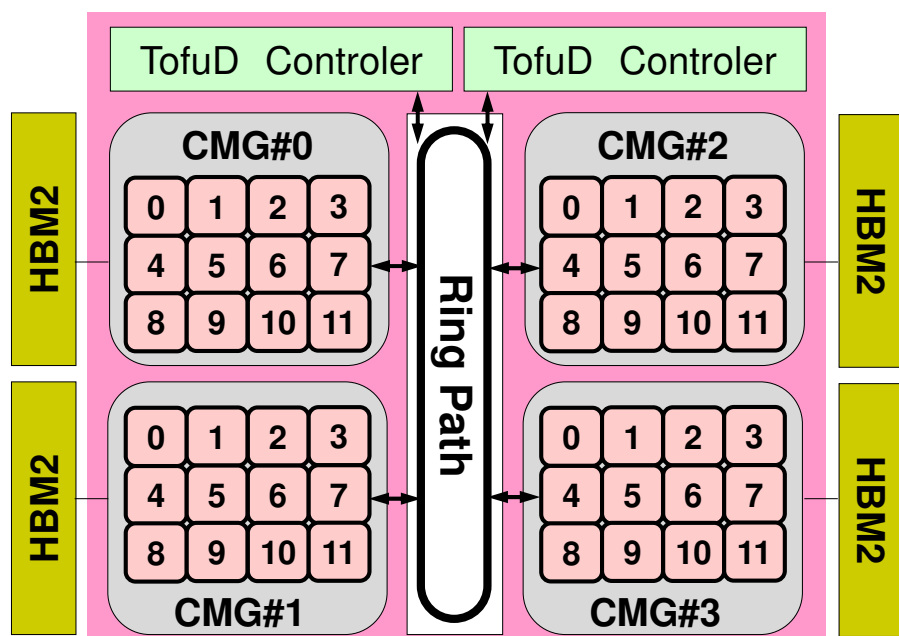 TofuD Controler
TofuD Controler
HBM2
CMG#0
0 1 2 3
4 5 6 7
8 9 10 11
Ring Path
CMG#2
0 1 2 3
4 5 6 7
8 9 10 11
HBM2
HBM2
0 1 2 3
4 5 6 7
8 9 10 11
CMG#1
0 1 2 3
4 5 6 7
8 9 10 11
CMG#3
HBM2